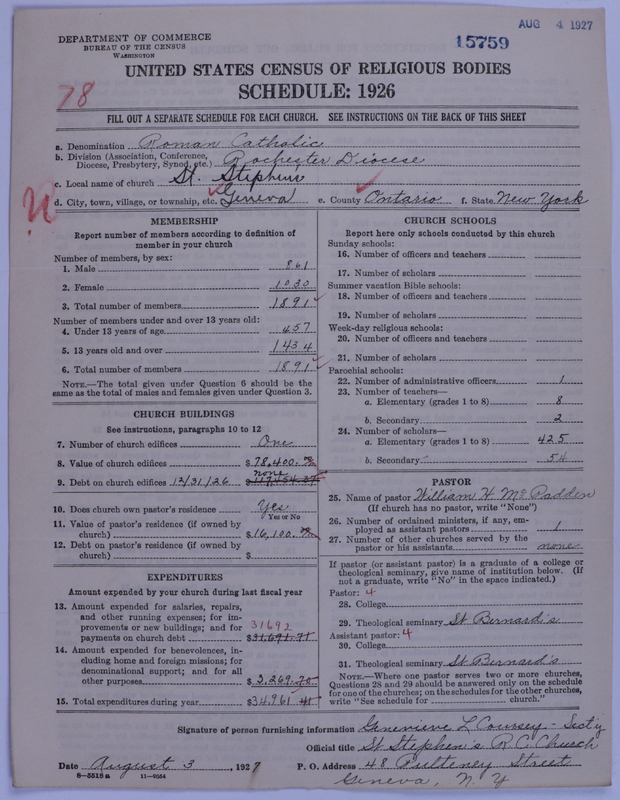 AUG 4 1927
DEPARTMENT OF COMMERCE
BUREAU OF THE CENSUS
WASHINGTON
15759
UNITED STATES CENSUS OF RELIGIOUS BODIES
SCHEDULE: 1926
78
FILL OUT A SEPARATE SCHEDULE FOR EACH CHURCH. SEE INSTRUCTIONS ON THE BACK OF THIS SHEET
a. Denomination Roman Catholic
b. Division (Association, Conference, Diocese, Presbytery, Synod, etc.) Rochester Diocese
c. Local name of church St. Stephens
d. City, town, village, or township, etc. Geneva e. County Ontario f. State New York
MEMBERSHIP
Report number of members according to definition of member in your church
Number of members, by sex:
1. Male 861
2. Female 1030
3. Total number of members 1891
Number of members under and over 13 years old:
4. Under 13 years of age 457
5. 13 years old and over 1434
6. Total number of members 1891
NOTE.—The total given under Question 6 should be the same as the total of males and females given under Question 3.
CHURCH BUILDINGS
See instructions, paragraphs 10 to 12
7. Number of church edifices One
8. Value of church edifices $78,400.00
none
9. Debt on church edifices 12/31/26 $
10. Does church own pastor's residence? Yes
Yes or No
11. Value of pastor's residence (if owned by church) $16,100.00
12. Debt on pastor's residence (if owned by church) $
EXPENDITURES
Amount expended by your church during last fiscal year
13. Amount expended for salaries, repairs, and other running expenses; for improvements or new buildings; and for payments on church debt $31,691.71
31692
14. Amount expended for benevolences, including home and foreign missions; for denominational support; and for all other purposes $3,269.70
15. Total expenditures during year $34,961 41
CHURCH SCHOOLS
Report here only schools conducted by this church
Sunday schools:
16. Number of officers and teachers
17. Number of scholars
Summer vacation Bible schools:
18. Number of officers and teachers
19. Number of scholars
Week-day religious schools:
20. Number of officers and teachers
21. Number of scholars
Parochial schools:
22. Number of administrative officers 1
23. Number of teachers—
a. Elementary (grades 1 to 8) 8
b. Secondary 2
24. Number of scholars—
a. Elementary (grades 1 to 8) 425
b. Secondary 54
PASTOR
25. Name of pastor William H. McPadden
(If church has no pastor, write "None")
26. Number of ordained ministers, if any, employed as assistant pastors 1
27. Number of other churches served by the pastor or his assistants none
If pastor (or assistant pastor) is a graduate of a college or theological seminary, give name of institution below. (If not a graduate, write "No" in the space indicated.)
Pastor: 4
28. College
29. Theological seminary St Bernard's
Assistant pastor: 4
30. College
31. Theological seminary St Bernard's
NOTE.—Where one pastor serves two or more churches, Questions 28 and 29 should be answered only on the schedule for one of the churches; on the schedules for the other churches, write "See schedule for ........ church."
Signature of person furnishing information Genevieve L Coursey - Sect'y
Official title St Stephen's R. C. Church
Date August 3, 1927 P. O. Address 48 Pulteney Street
Geneva, N. Y
8-5518 a 11-9054